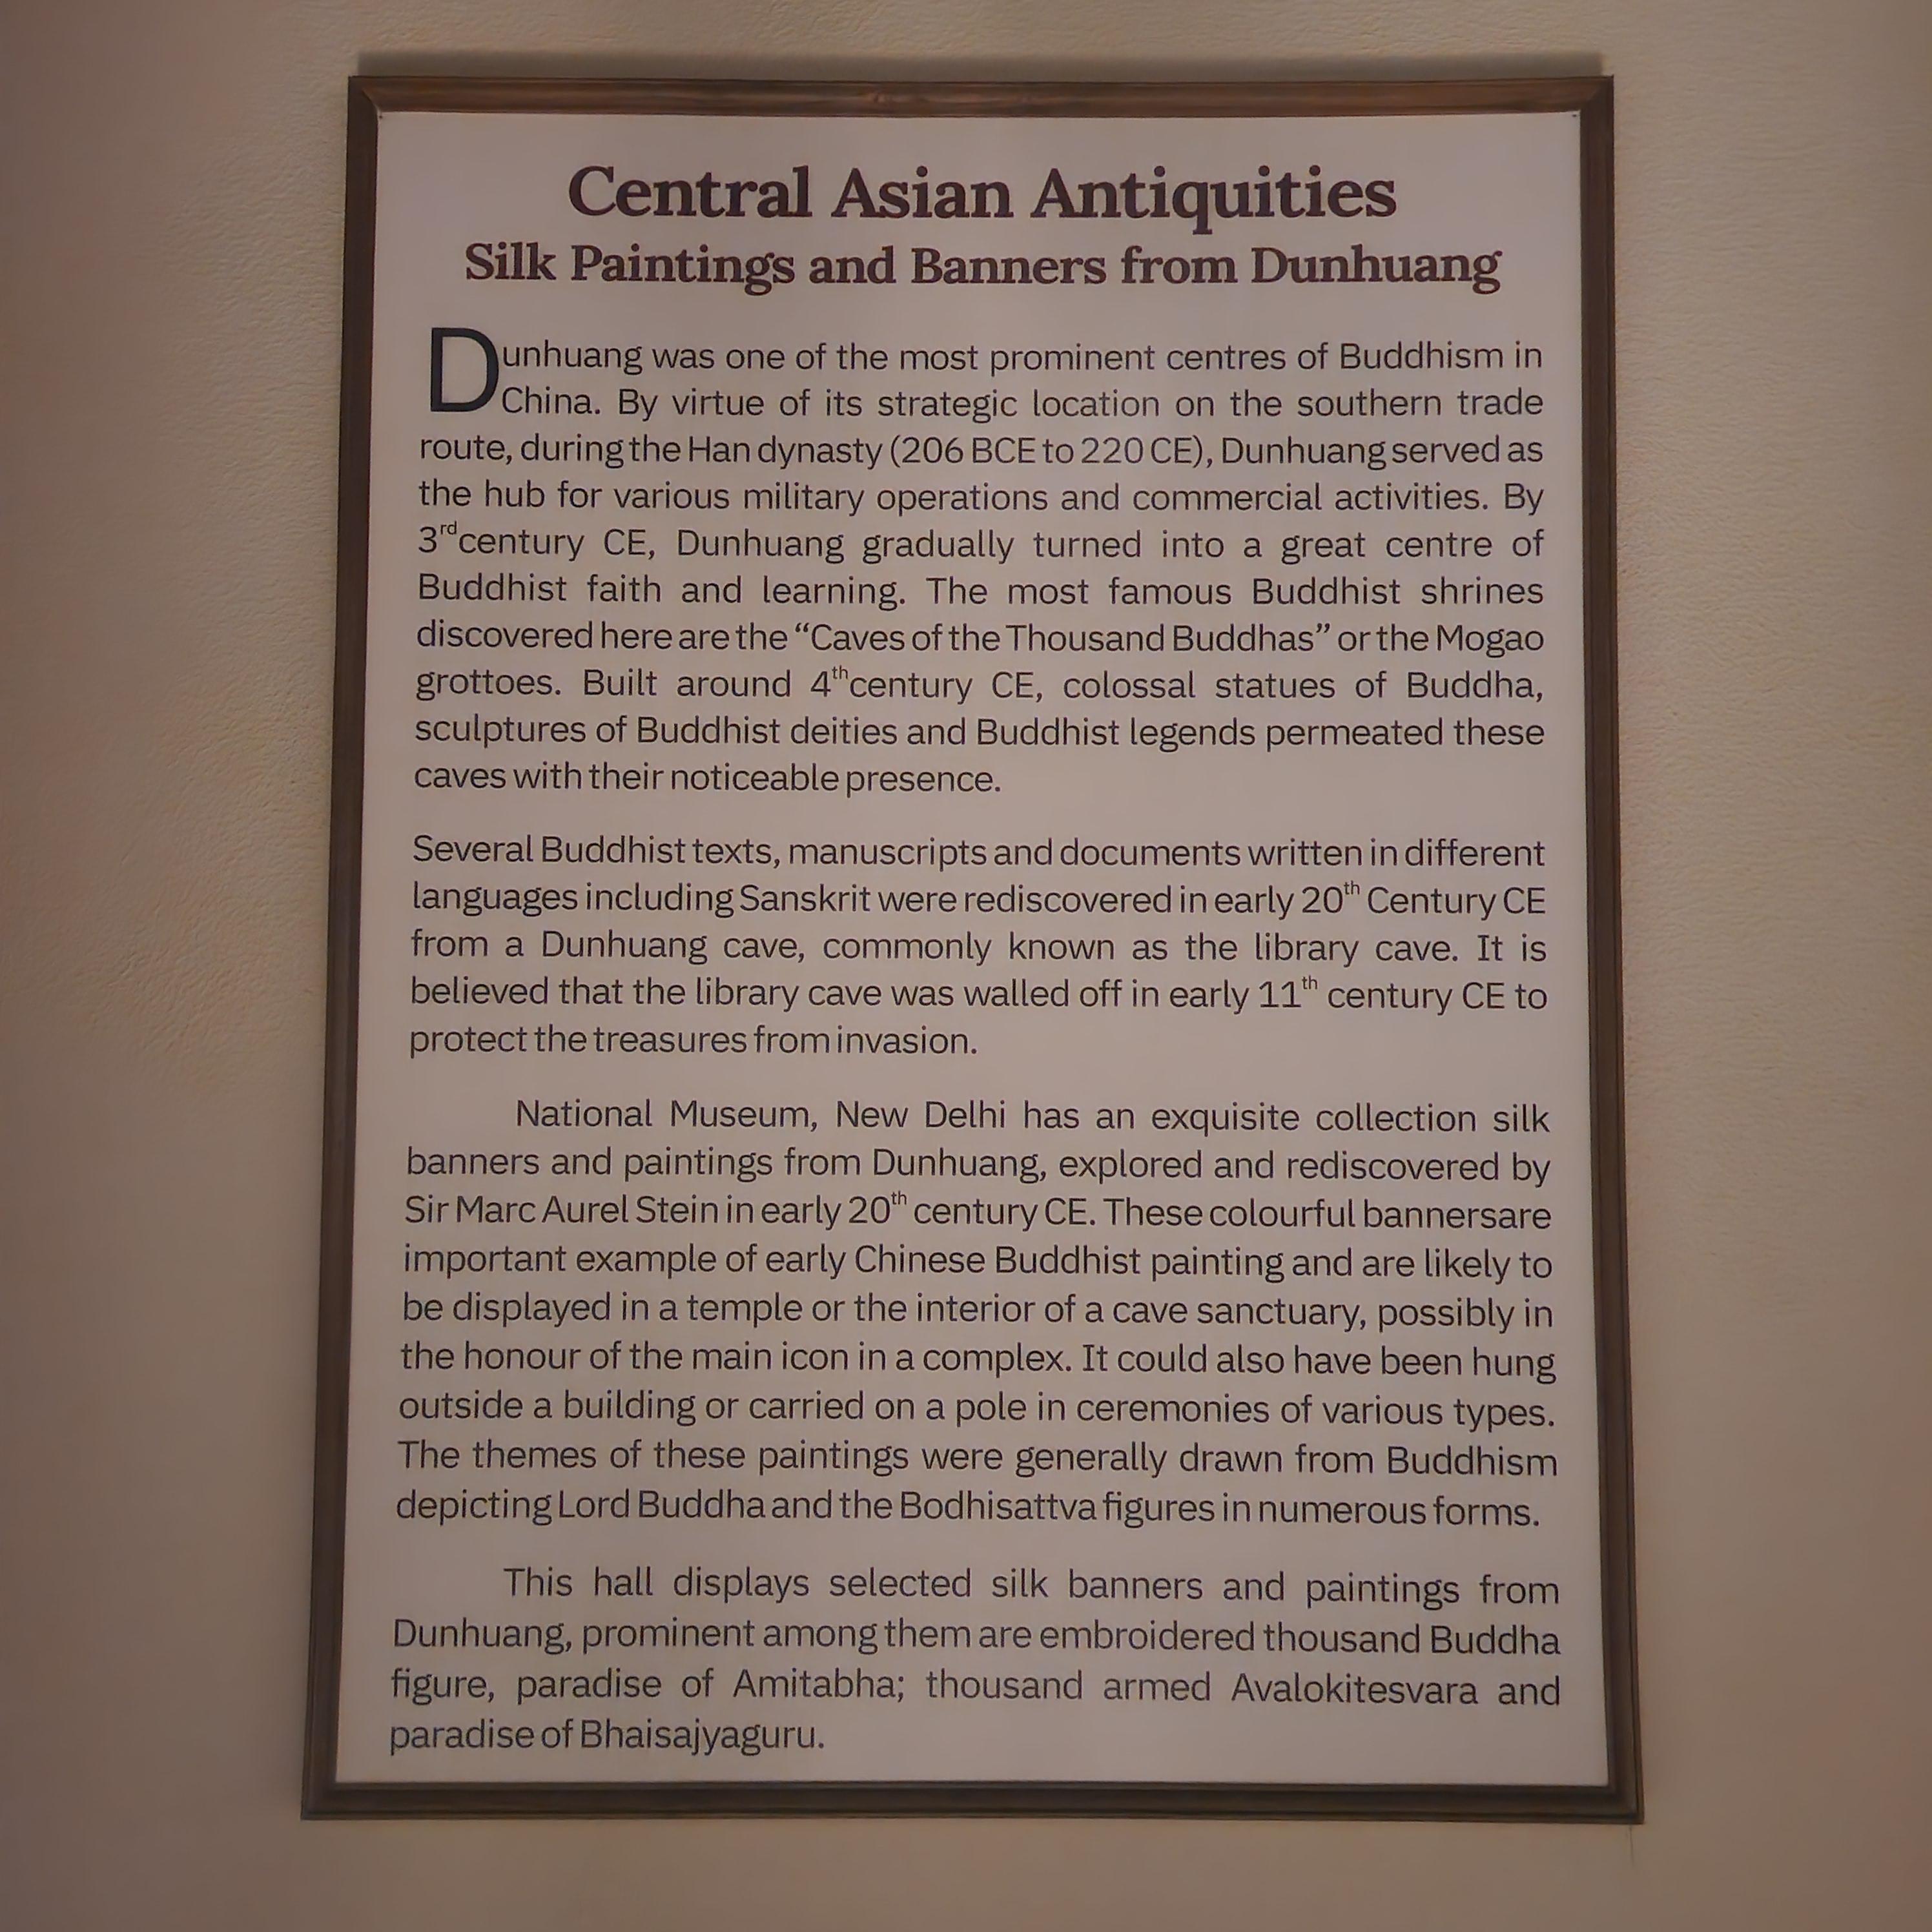 Central Asian Antiquities
Silk Paintings and Banners from Dunhuang
Dunhuang was one of the most prominent centres of Buddhism in
China. By virtue of its strategic location on the southern trade
route, during the Han dynasty (206 BCE to 220 CE), Dunhuang served as
the hub for various military operations and commercial activities. By
3rd century CE, Dunhuang gradually turned into a great centre of
Buddhist faith and learning. The most famous Buddhist shrines
discovered here are the “Caves of the Thousand Buddhas” or the Mogao
grottoes. Built around 4th century CE, colossal statues of Buddha,
sculptures of Buddhist deities and Buddhist legends permeated these
caves with their noticeable presence.
Several Buddhist texts, manuscripts and documents written in different
languages including Sanskrit were rediscovered in early 20th Century CE
from a Dunhuang cave, commonly known as the library cave. It is
believed that the library cave was walled off in early 11th century CE to
protect the treasures from invasion.
National Museum, New Delhi has an exquisite collection silk
banners and paintings from Dunhuang, explored and rediscovered by
Sir Marc Aurel Stein in early 20th century CE. These colourful bannersare
important example of early Chinese Buddhist painting and are likely to
be displayed in a temple or the interior of a cave sanctuary, possibly in
the honour of the main icon in a complex. It could also have been hung
outside a building or carried on a pole in ceremonies of various types.
The themes of these paintings were generally drawn from Buddhism
depicting Lord Buddha and the Bodhisattva figures in numerous forms.
This hall displays selected silk banners and paintings from
Dunhuang, prominent among them are embroidered thousand Buddha
figure, paradise of Amitabha; thousand armed Avalokitesvara and
paradise of Bhaisajyaguru.